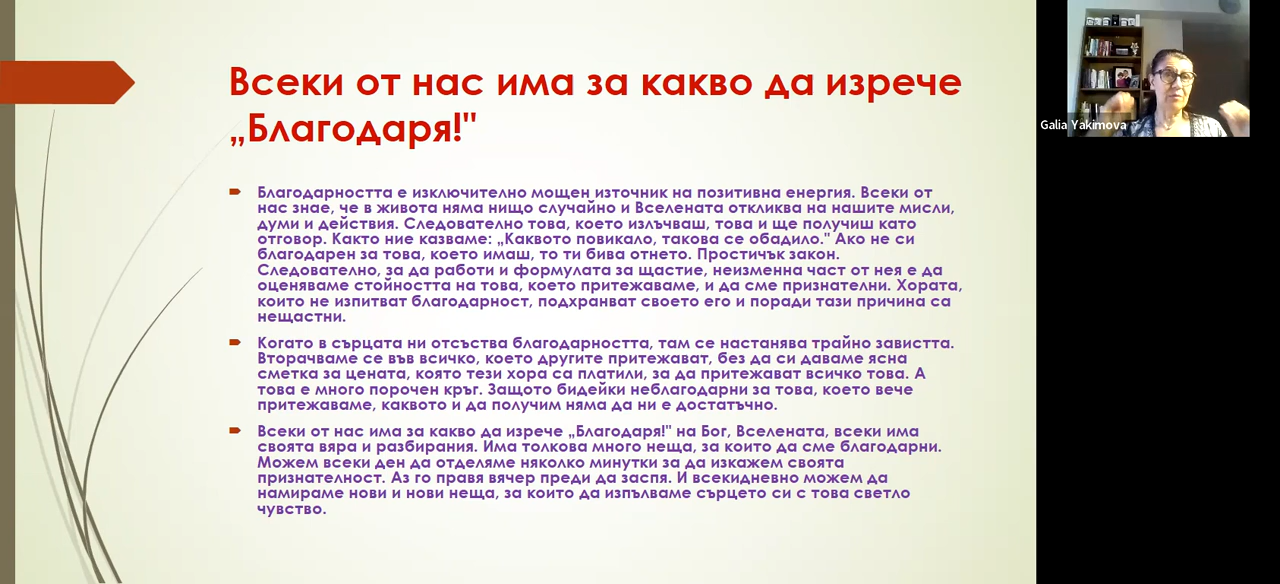 Всеки от нас има за какво да изрече
„Благодаря!"
Благодарността е изключително мощен източник на позитивна енергия. Всеки от
нас знае, че в живота няма нищо случайно и Вселената откликва на нашите мисли,
думи и действия. Следователно това, което излъчваш, това и ще получиш като
отговор. Както ние казваме: „Каквото повикало, такова се обадило." Ако не си
благодарен за това, което имаш, то ти бива отнето. Простичък закон.
Следователно, за да работи и формулата за щастие, неизменна част от нея е да
оценяваме стойността на това, което притежаваме, и да сме признателни. Хората,
които не изпитват благодарност, подхранват своето его и поради тази причина са
нещастни.
Когато в сърцата ни отсъства благодарността, там се настанява трайно завистта.
Вторачваме се във всичко, което другите притежават, без да си даваме ясна
сметка за цената, която тези хора са платили, за да притежават всичко това. А
това е много порочен кръг. Защото бидейки неблагодарни за това, което вече
притежаваме, каквото и да получим няма да ни е достатъчно.
Всеки от нас има за какво да изрече „Благодаря!" на Бог, Вселената, всеки има
своята вяра и разбирания. Има толкова много неща, за които да сме благодарни.
Можем всеки ден да отделяме няколко минутки за да изкажем своята
признателност. Аз го правя вечер преди да заспя. И всекидневно можем да
намираме нови и нови неща, за които да изпълваме сърцето си с това светло
чувство.
Galia Yakimova